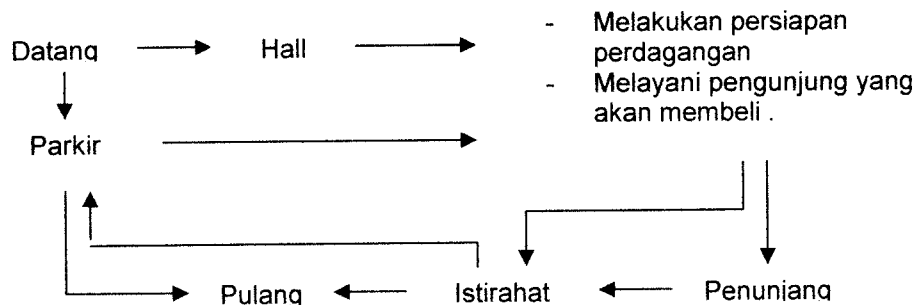 - Melakukan persiapan
perdagangan
Datang
Hall
- Melayani pengunjung yang
akan membeli .
Parkir
Pulang
Istirahat
Penunjang